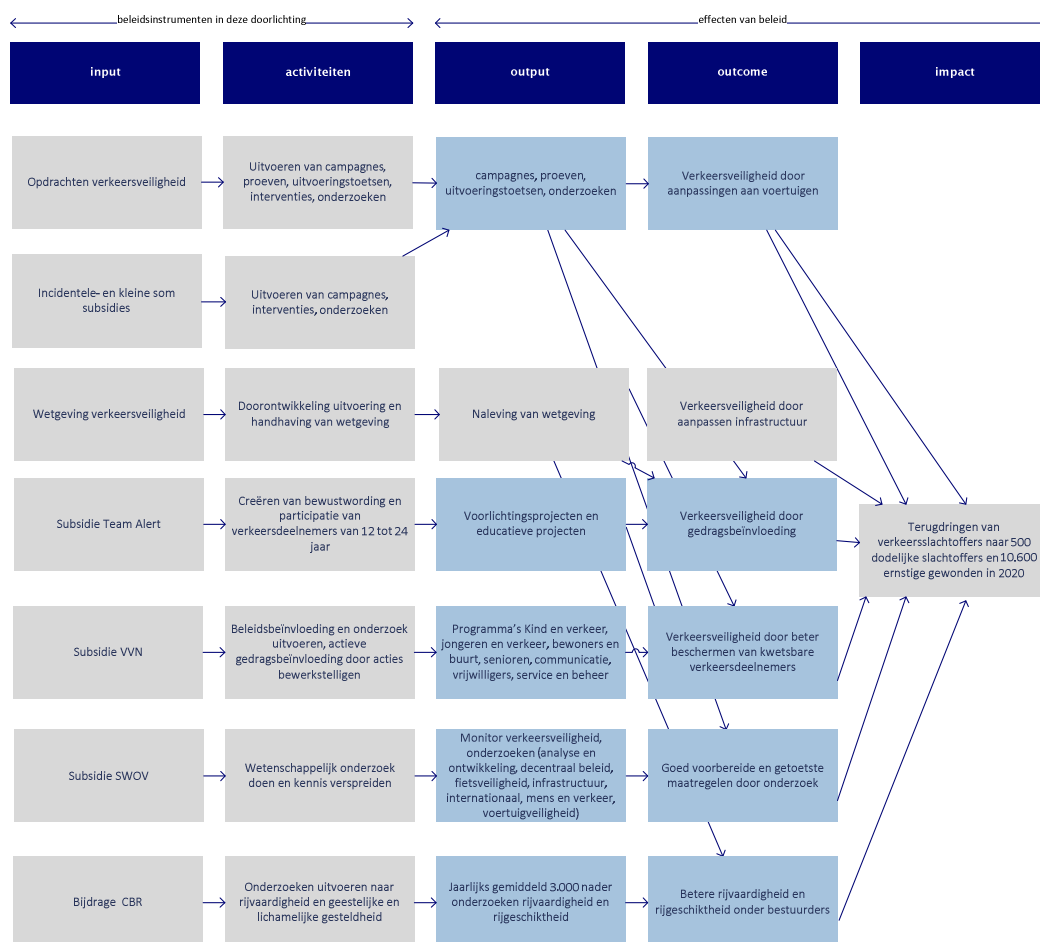 beleidsinstrumenten in deze doorlichting
effecten van beleid
input
activiteiten
output
outcome
impact
Opdrachten verkeersveiligheid
Uitvoeren van campagnes,
proeven, uitvoeringstoetsen,
interventies, onderzoeken
campagnes, proeven,
uitvoeringstoetsen, onderzoeken
Verkeersveiligheid door
aanpassingen aan voertuigen
Incidentele- en kleine som
subsidies
Uitvoeren van campagnes,
interventies, onderzoeken
Wetgeving verkeersveiligheid
Doorontwikkeling uitvoering en
handhaving van wetgeving
Naleving van wetgeving
Verkeersveiligheid door
aanpassen infrastructuur
Subsidie Team Alert
Creëren van bewustwording en
participatie van
verkeersdeelnemers van 12 tot 24
jaar
Voorlichtingsprojecten en
educatieve projecten
Verkeersveiligheid door
gedragsbeïnvloeding
Terugdringen van
verkeersslachtoffers naar 500
dodelijke slachtoffers en 10.600
ernstige gewonden in 2020
Subsidie VVN
Beleidsbeïnvloeding en onderzoek
uitvoeren, actieve
gedragsbeïnvloeding door acties
bewerkstelligen
Programma's Kind en verkeer,
jongeren en verkeer, bewoners en
buurt, senioren, communicatie,
vrijwilligers, service en beheer
Verkeersveiligheid door beter
beschermen van kwetsbare
verkeersdeelnemers
Subsidie SWOV
Wetenschappelijk onderzoek
doen en kennis verspreiden
Monitor verkeersveiligheid,
onderzoeken (analyse en
ontwikkeling, decentraal beleid,
fietsveiligheid, infrastructuur,
internationaal, mens en verkeer,
voertuigveiligheid)
Goed voorbereide en getoetste
maatregelen door onderzoek
Bijdrage CBR
Onderzoeken uitvoeren naar
rijvaardigheid en geestelijke en
lichamelijke gesteldheid
Jaarlijks gemiddeld 3.000 nader
onderzoeken rijvaardigheid en
rijgeschiktheid
Betere rijvaardigheid en
rijgeschiktheid onder bestuurders